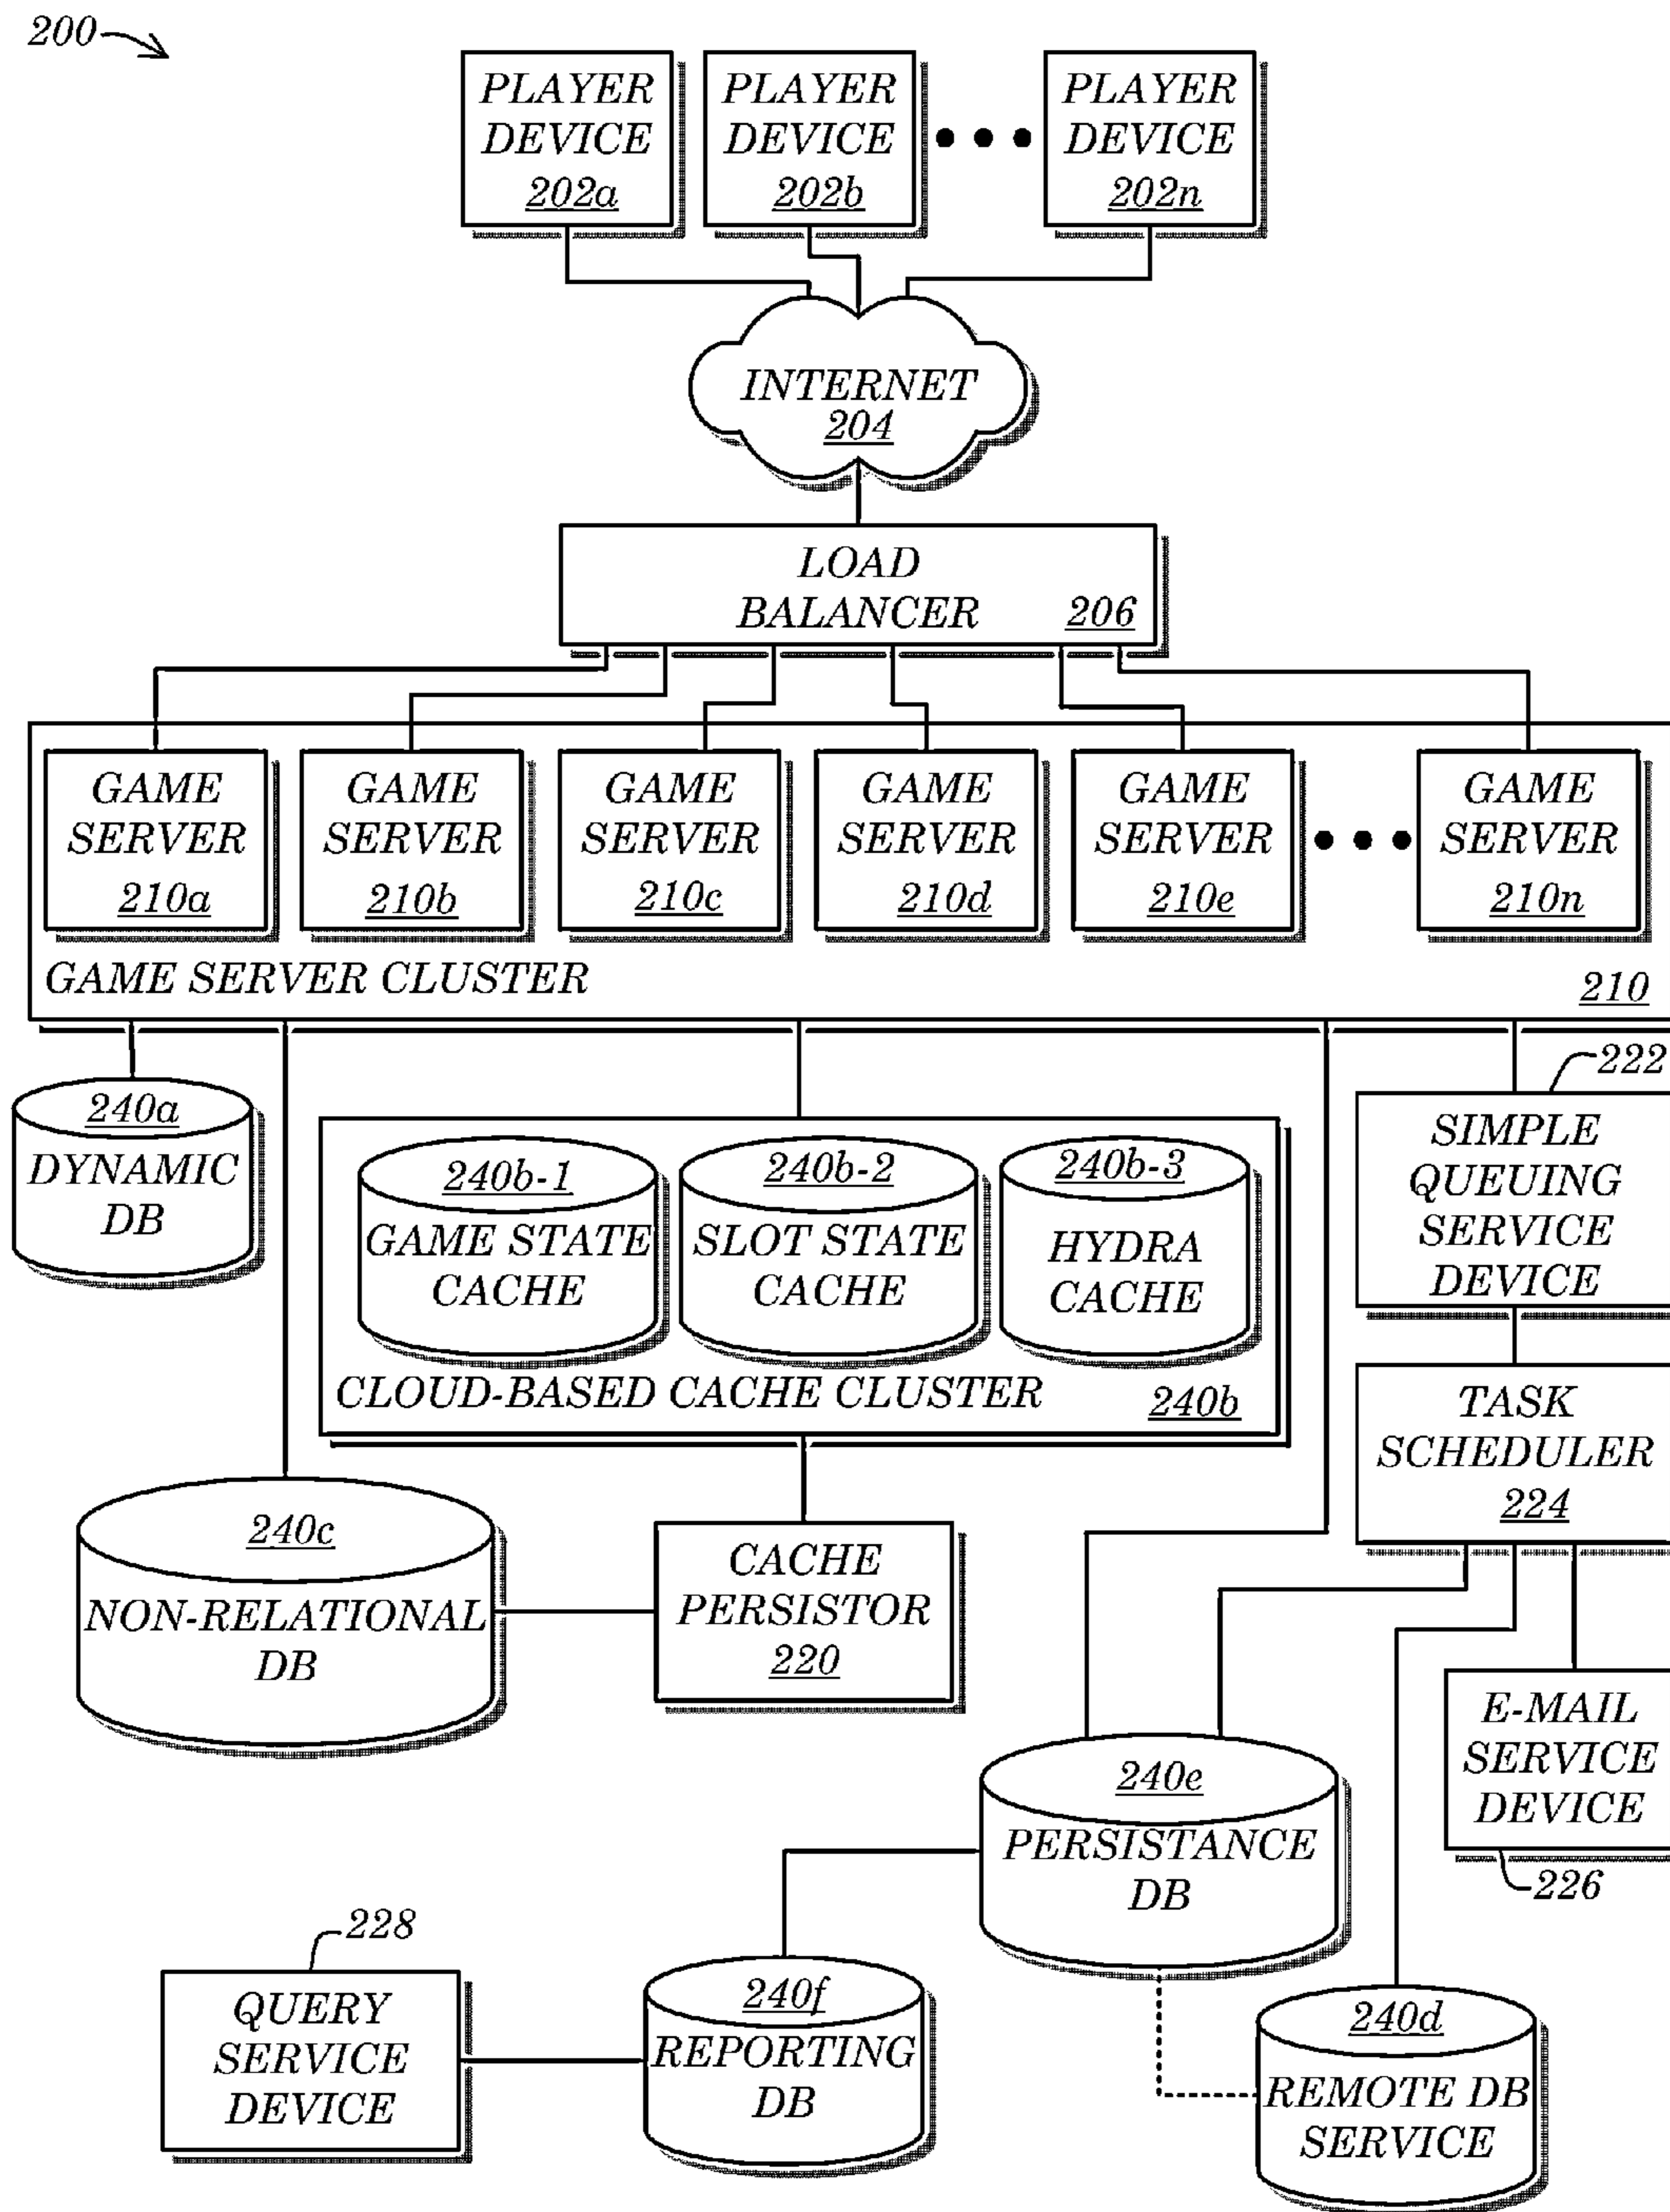 200
PLAYER
DEVICE
202a
PLAYER
DEVICE
202b
PLAYER
DEVICE
202n
INTERNET
204
LOAD
BALANCER
206
GAME
SERVER
210a
GAME
SERVER
210b
GAME
SERVER
210c
GAME
SERVER
210d
GAME
SERVER
210e
GAME
SERVER
210n
GAME SERVER CLUSTER
210
240a
DYNAMIC
DB
240b-1
GAME STATE
CACHE
240b-2
SLOT STATE
CACHE
240b-3
HYDRA
CACHE
CLOUD-BASED CACHE CLUSTER
240b
222
SIMPLE
QUEUING
SERVICE
DEVICE
TASK
SCHEDULER
224
240c
NON-RELATIONAL
DB
CACHE
PERSISTOR
220
E-MAIL
SERVICE
DEVICE
226
240e
PERSISTANCE
DB
228
QUERY
SERVICE
DEVICE
240f
REPORTING
DB
240d
REMOTE DB
SERVICE